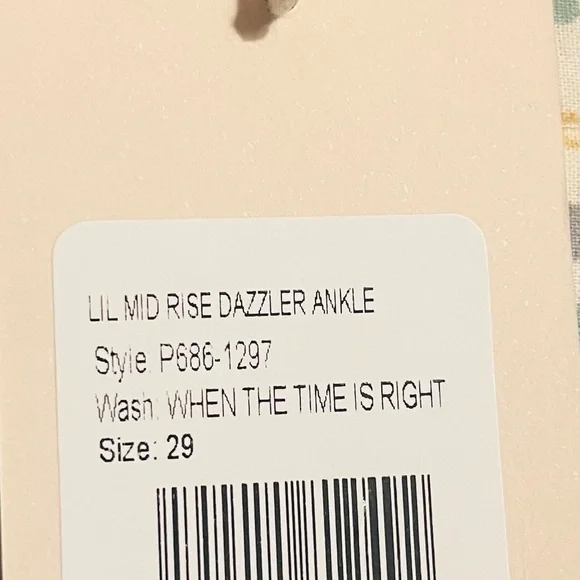 LIL MID RISE DAZZLER ANKLE
Style: P686-1297
Wash: WHEN THE TIME IS RIGHT
Size: 29